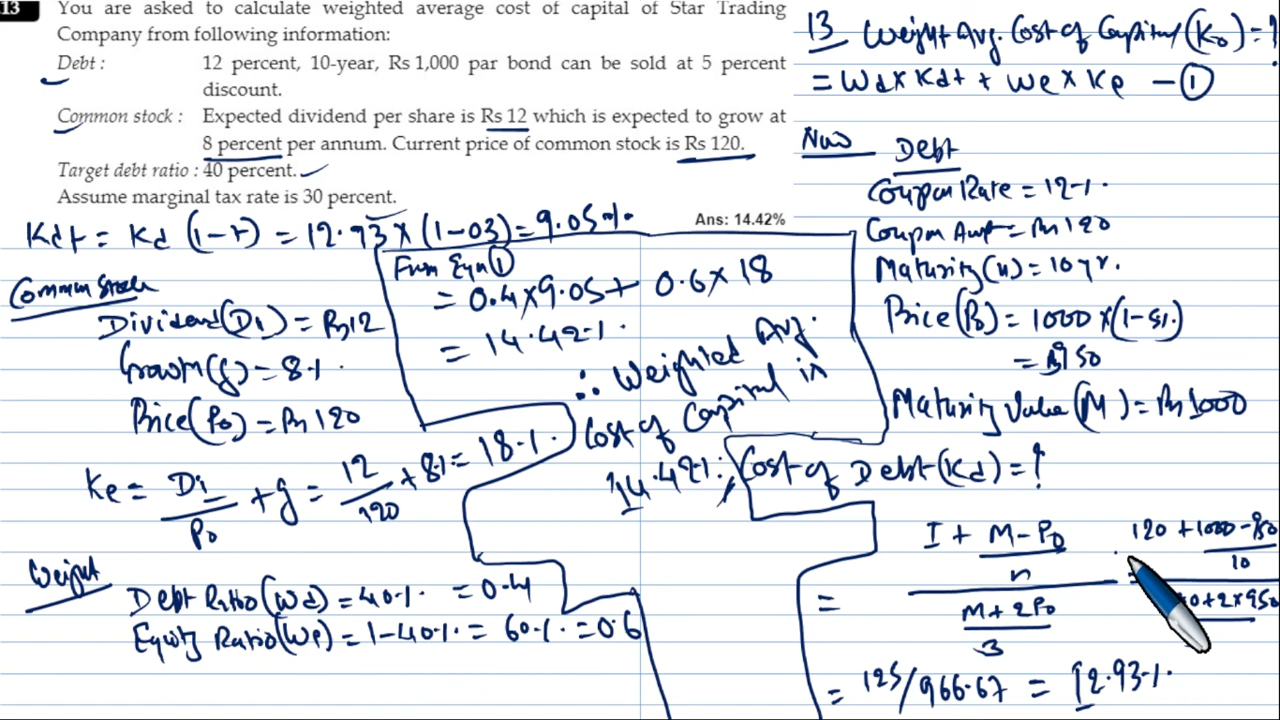 13 You are asked to calculate weighted average cost of capital of Star Trading
Company from following information:
Debt : 12 percent, 10-year, Rs 1,000 par bond can be sold at 5 percent
discount.
Common stock : Expected dividend per share is Rs 12 which is expected to grow at
8 percent per annum. Current price of common stock is Rs 120.
Target debt ratio : 40 percent.
Assume marginal tax rate is 30 percent.
Ans: 14.42%
13 Weight Avg. Cost of Capital (Ko) = ?
= Wd x Kdt + We x Ke — ①
Now Debt
Coupon Rate = 12%.
Coupon Amt = Rs 120
Maturity (n) = 10 yr.
Price (Po) = 1000 x (1-5%)
= Rs 950
Maturity Value (M) = Rs 1000
Cost of Debt (Kd) = ?
= I + M - Po / n
M + 2Po / 3
= 120 + 1000 - 950 / 10
0 + 2 x 950
= 125/966.67 = 12.93%.
Kdt = Kd (1-T) = 12.93 x (1-03) = 9.05%
Common Stock
Dividend (D1) = Rs 12
Growth (g) = 8%.
Price (Po) = Rs 120
Ke = D1 / Po + g = 12 / 120 + 8% = 18%.
Weight
Debt Ratio (Wd) = 40%. = 0.4
Equity Ratio (We) = 1-40%. = 60%. = 0.6
From Eqn ①
= 0.4 x 9.05 + 0.6 x 18
= 14.42%.
∴ Weighted Avg.
Cost of Capital is
14.42%.